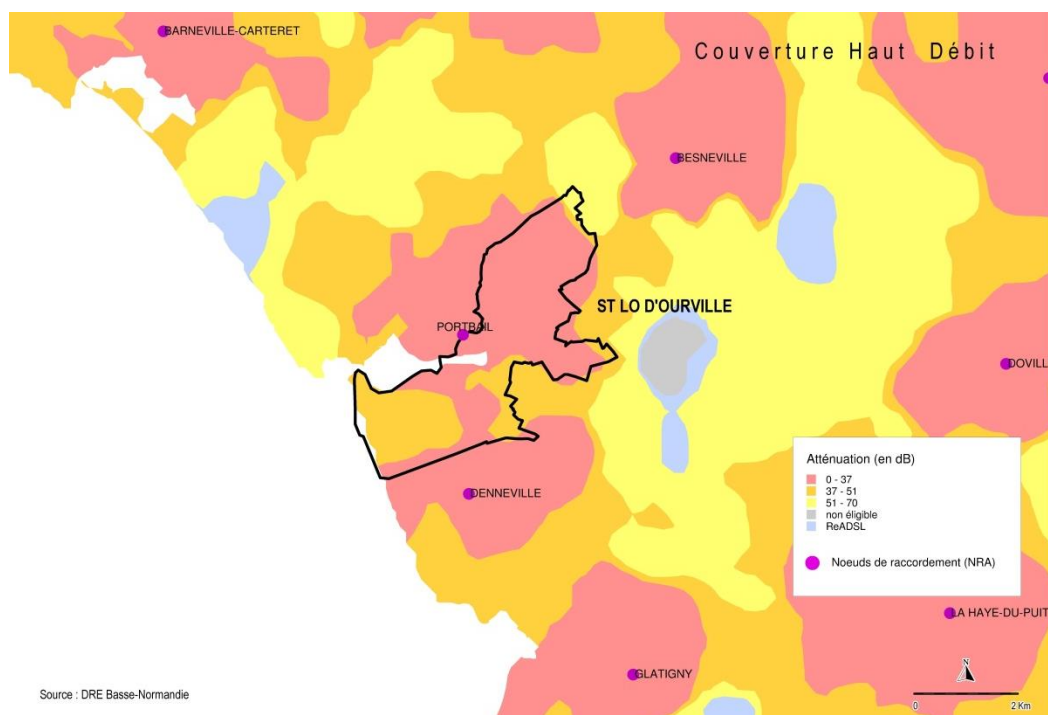 BARNEVILLE-CARTERET
Couverture Haut Débit
BESNEVILLE
ST LO D'OURVILLE
PORTBAIL
DOVILL
DENNEVILLE
Atténuation (en dB)
0 - 37
37 - 51
51 - 70
non éligible
ReADSL
Noeuds de raccordement (NRA)
LA HAYE-DU-PUIT
GLATIGNY
N
Source : DRE Basse-Normandie
0 2 Km